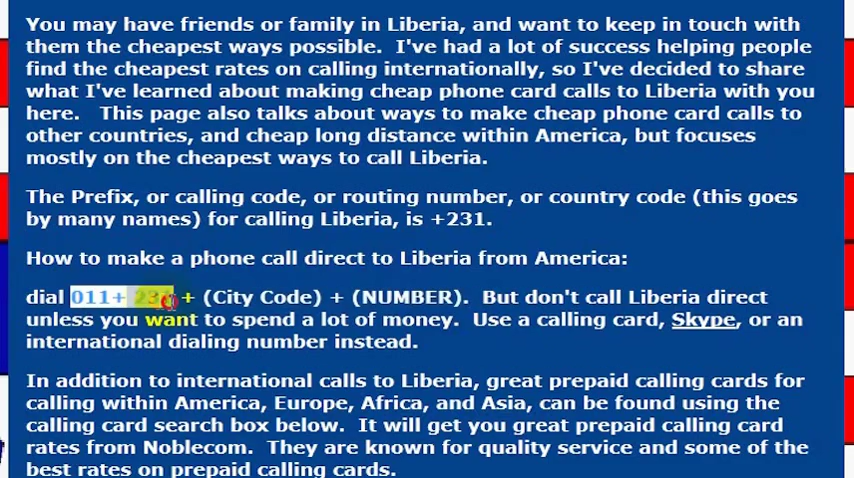 You may have friends or family in Liberia, and want to keep in touch with
them the cheapest ways possible.  I've had a lot of success helping people
find the cheapest rates on calling internationally, so I've decided to share
what I've learned about making cheap phone card calls to Liberia with you
here.   This page also talks about ways to make cheap phone card calls to
other countries, and cheap long distance within America, but focuses
mostly on the cheapest ways to call Liberia.
The Prefix, or calling code, or routing number, or country code (this goes
by many names) for calling Liberia, is +231.
How to make a phone call direct to Liberia from America:
dial 011+ 231 + (City Code) + (NUMBER).  But don't call Liberia direct
unless you want to spend a lot of money.  Use a calling card, Skype, or an
international dialing number instead.
In addition to international calls to Liberia, great prepaid calling cards for
calling within America, Europe, Africa, and Asia, can be found using the
calling card search box below.  It will get you great prepaid calling card
rates from Noblecom.  They are known for quality service and some of the
best rates on prepaid calling cards.